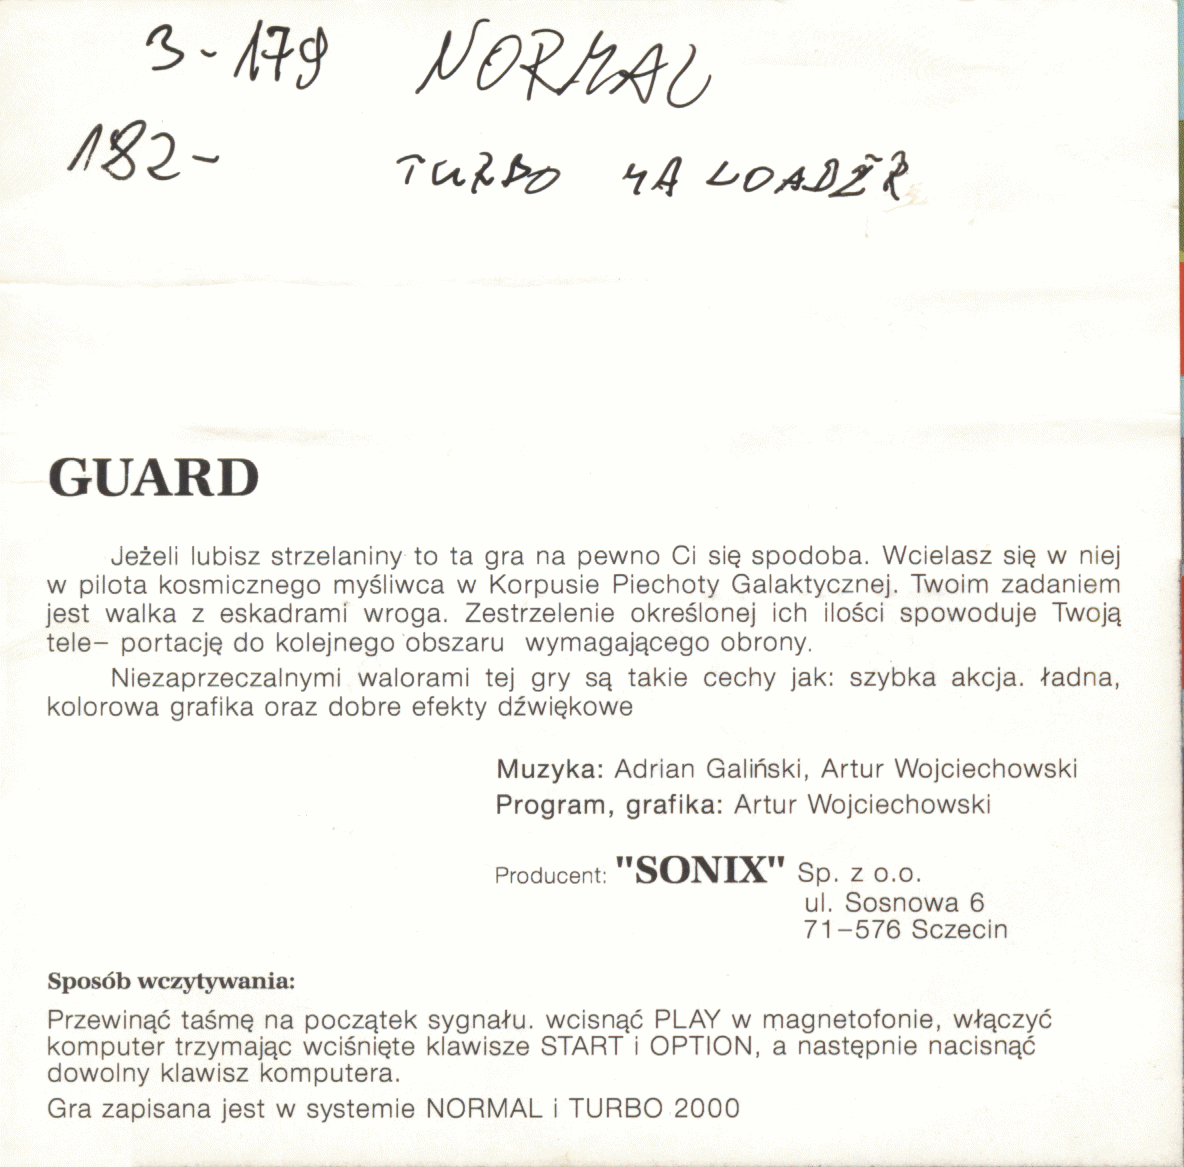 3-179 NORMAL
182- TURBO 4A LOADER
GUARD
Jeżeli lubisz strzelaniny to ta gra na pewno Ci się spodoba. Wcielasz się w niej
w pilota kosmicznego myśliwca w Korpusie Piechoty Galaktycznej. Twoim zadaniem
jest walka z eskadrami wroga. Zestrzelenie określonej ich ilości spowoduje Twoją
tele– portację do kolejnego obszaru wymagającego obrony.
Niezaprzeczalnymi walorami tej gry są takie cechy jak: szybka akcja. ładna,
kolorowa grafika oraz dobre efekty dźwiękowe
Muzyka: Adrian Galiński, Artur Wojciechowski
Program, grafika: Artur Wojciechowski
Producent: "SONIX" Sp. z o.o.
ul. Sosnowa 6
71–576 Sczecin
Sposób wczytywania:
Przewinąć taśmę na początek sygnału. wcisnąć PLAY w magnetofonie, włączyć
komputer trzymając wciśnięte klawisze START i OPTION, a następnie nacisnąć
dowolny klawisz komputera.
Gra zapisana jest w systemie NORMAL i TURBO 2000